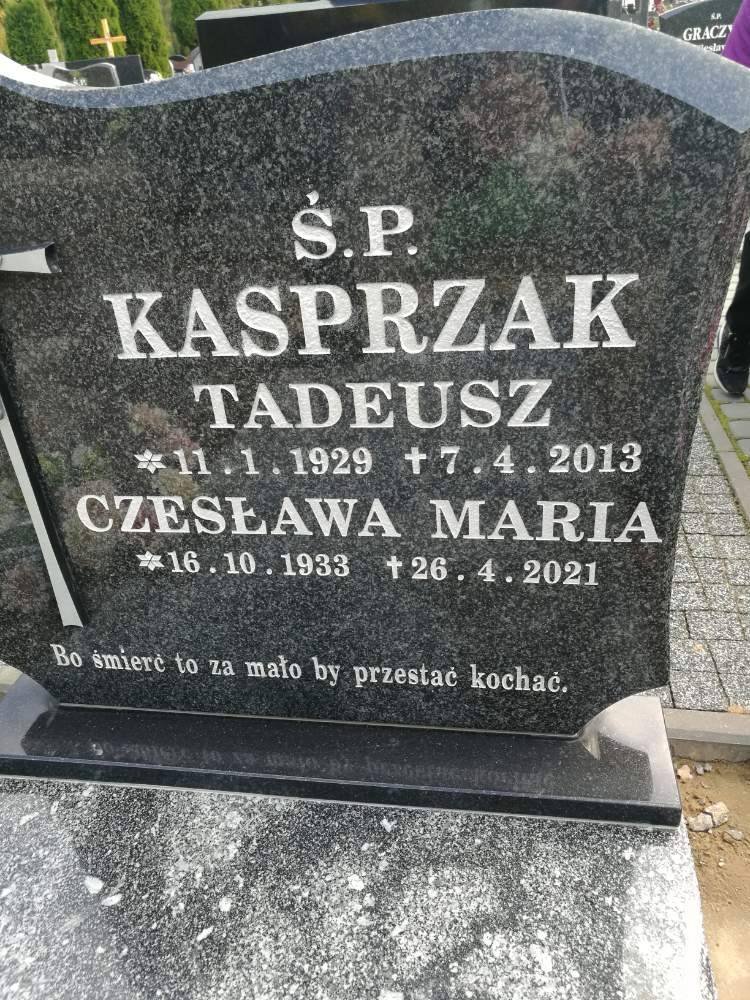 Ś.P.
KASPRZAK
TADEUSZ
* 11 . 1 . 1929 † 7 . 4 . 2013
CZESŁAWA MARIA
* 16 . 10 . 1933 † 26 . 4 . 2021
Bo śmierć to za mało by przestać kochać.
Ś.P.